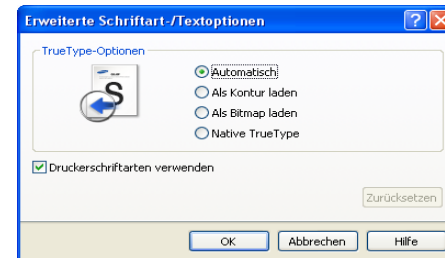 Erweiterte Schriftart-/Textoptionen
TrueType-Optionen
S
Automatisch
Als Kontur laden
Als Bitmap laden
Native TrueType
Druckerschriftarten verwenden
Zurücksetzen
OK Abbrechen Hilfe